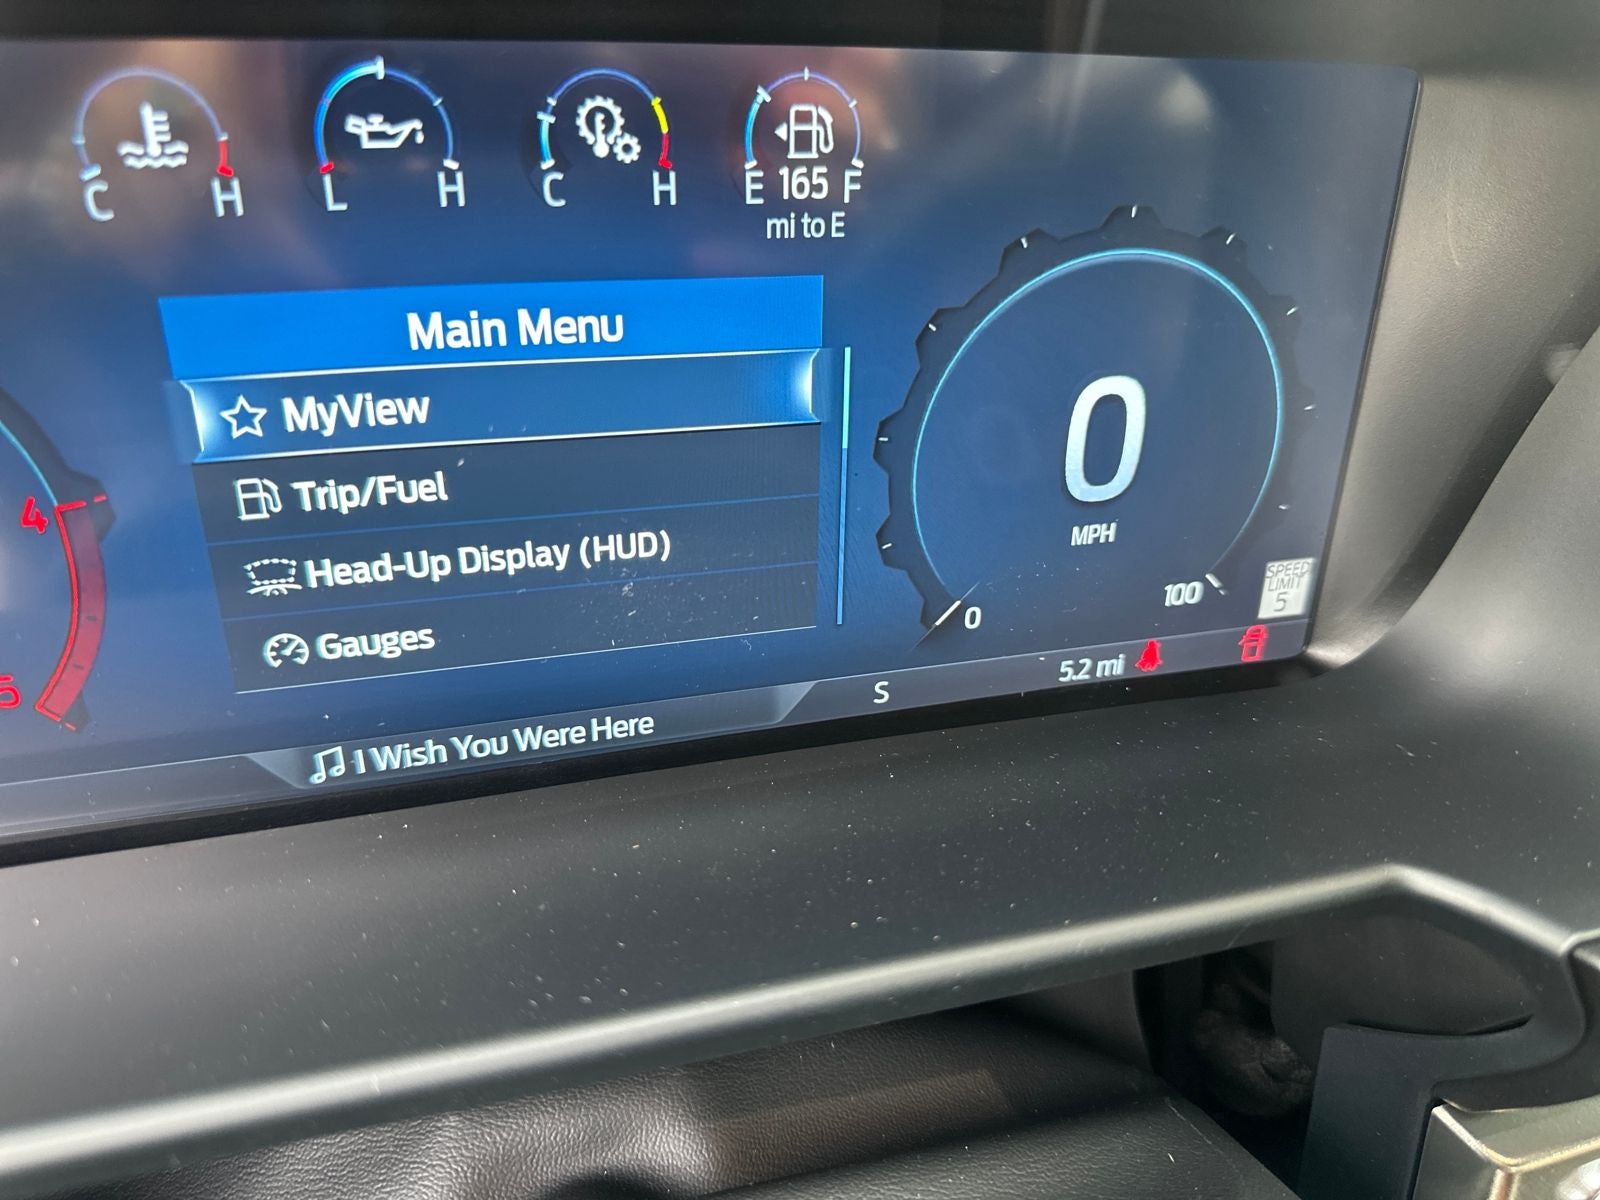 C H
L H
C H
E 165 F
mi to E
Main Menu
MyView
Trip/Fuel
Head-Up Display (HUD)
Gauges
4
5
0
MPH
0
100
SPEED
LIMIT
5
5.2 mi
S
I Wish You Were Here